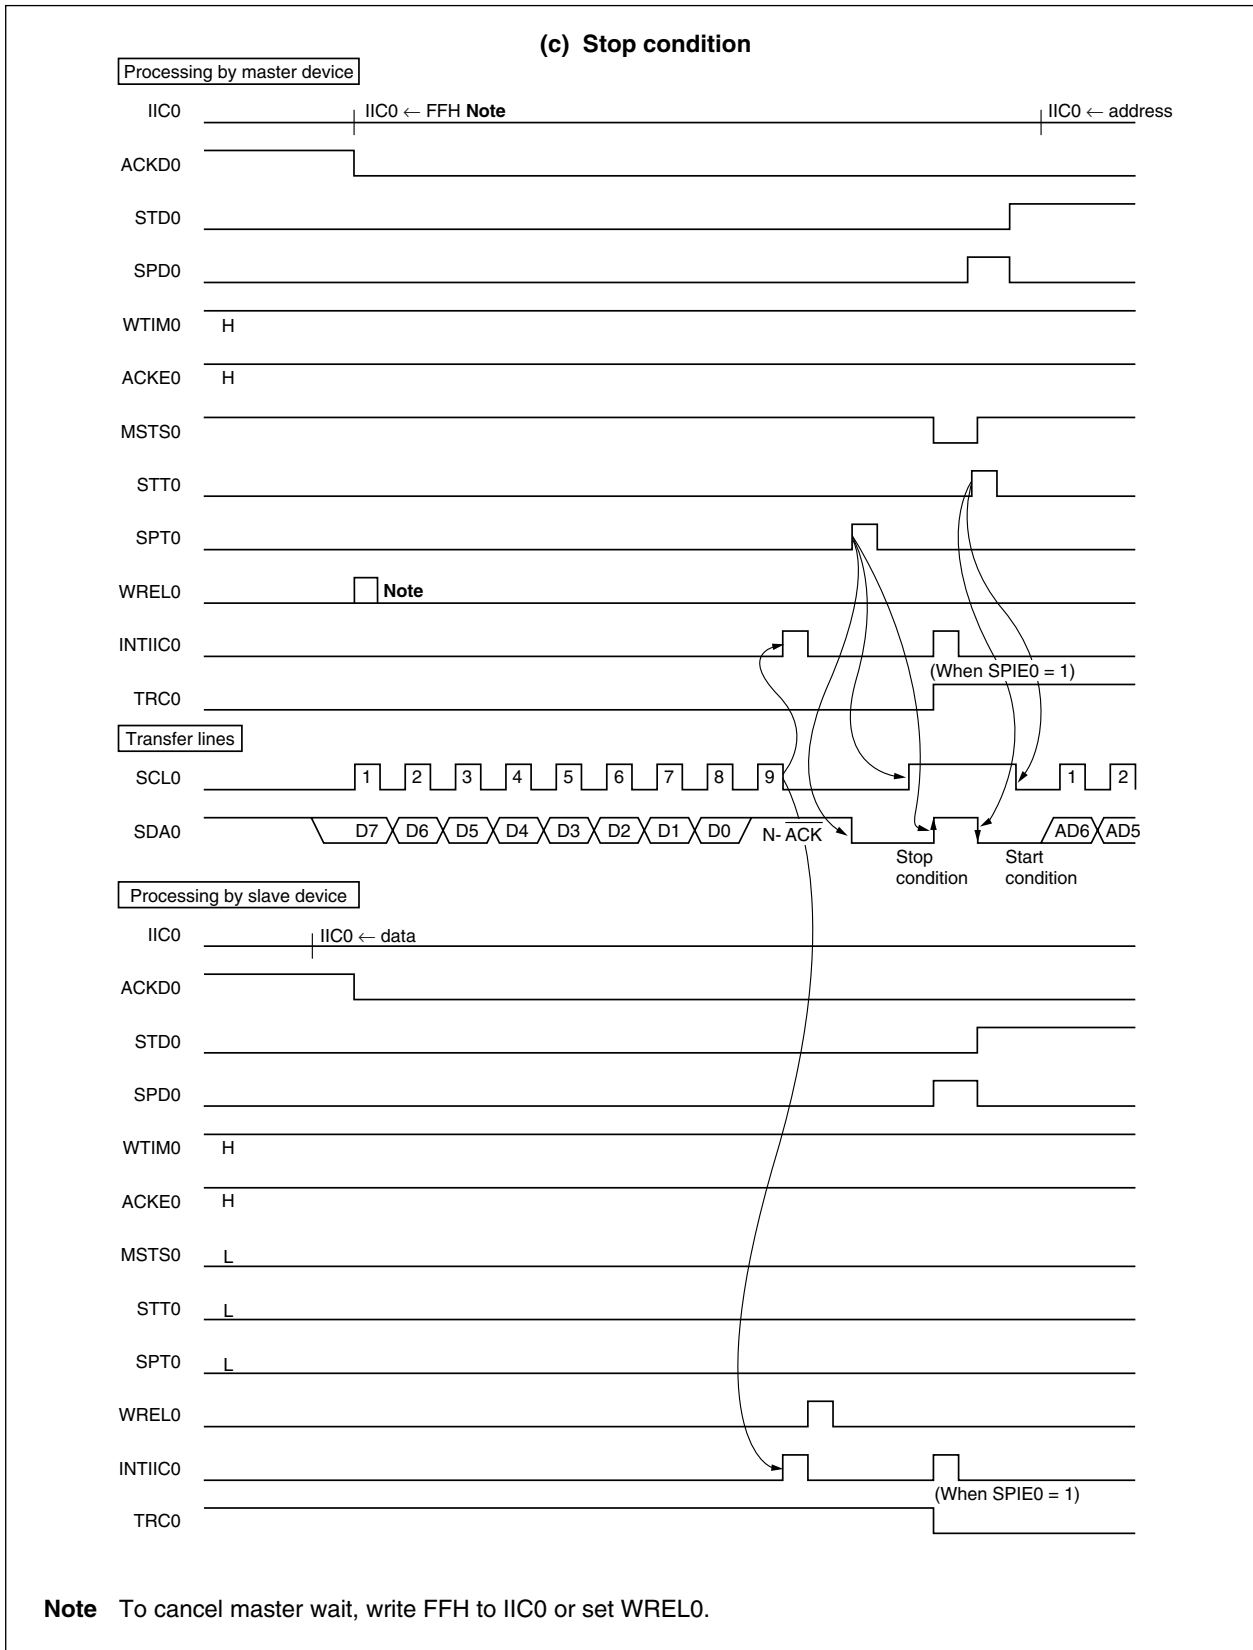 (c) Stop condition
Processing by master device
IIC0 IIC0 ← FFH Note IIC0 ← address
ACKD0
STD0
SPD0
WTIM0 H
ACKE0 H
MSTS0
STT0
SPT0
WREL0 Note
INTIIC0
(When SPIE0 = 1)
TRC0
Transfer lines
SCL0 1 2 3 4 5 6 7 8 9 1 2
SDA0 D7 D6 D5 D4 D3 D2 D1 D0 N- ACK AD6 AD5
Stop condition
Start condition
Processing by slave device
IIC0 IIC0 ← data
ACKD0
STD0
SPD0
WTIM0 H
ACKE0 H
MSTS0 L
STT0 L
SPT0 L
WREL0
INTIIC0
(When SPIE0 = 1)
TRC0
Note To cancel master wait, write FFH to IIC0 or set WREL0.